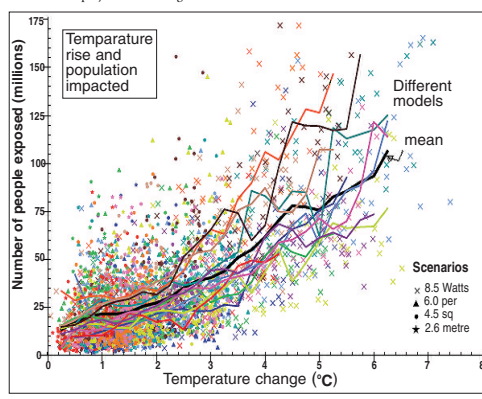 Temparature
rise and
population
impacted
Number of people exposed (millions)
175
150
125
100
75
50
25
0
0 1 2 3 4 5 6 7 8
Temperature change (°C)
Different
models
mean
Scenarios
× 8.5 Watts
▲ 6.0 per
● 4.5 sq
★ 2.6 metre